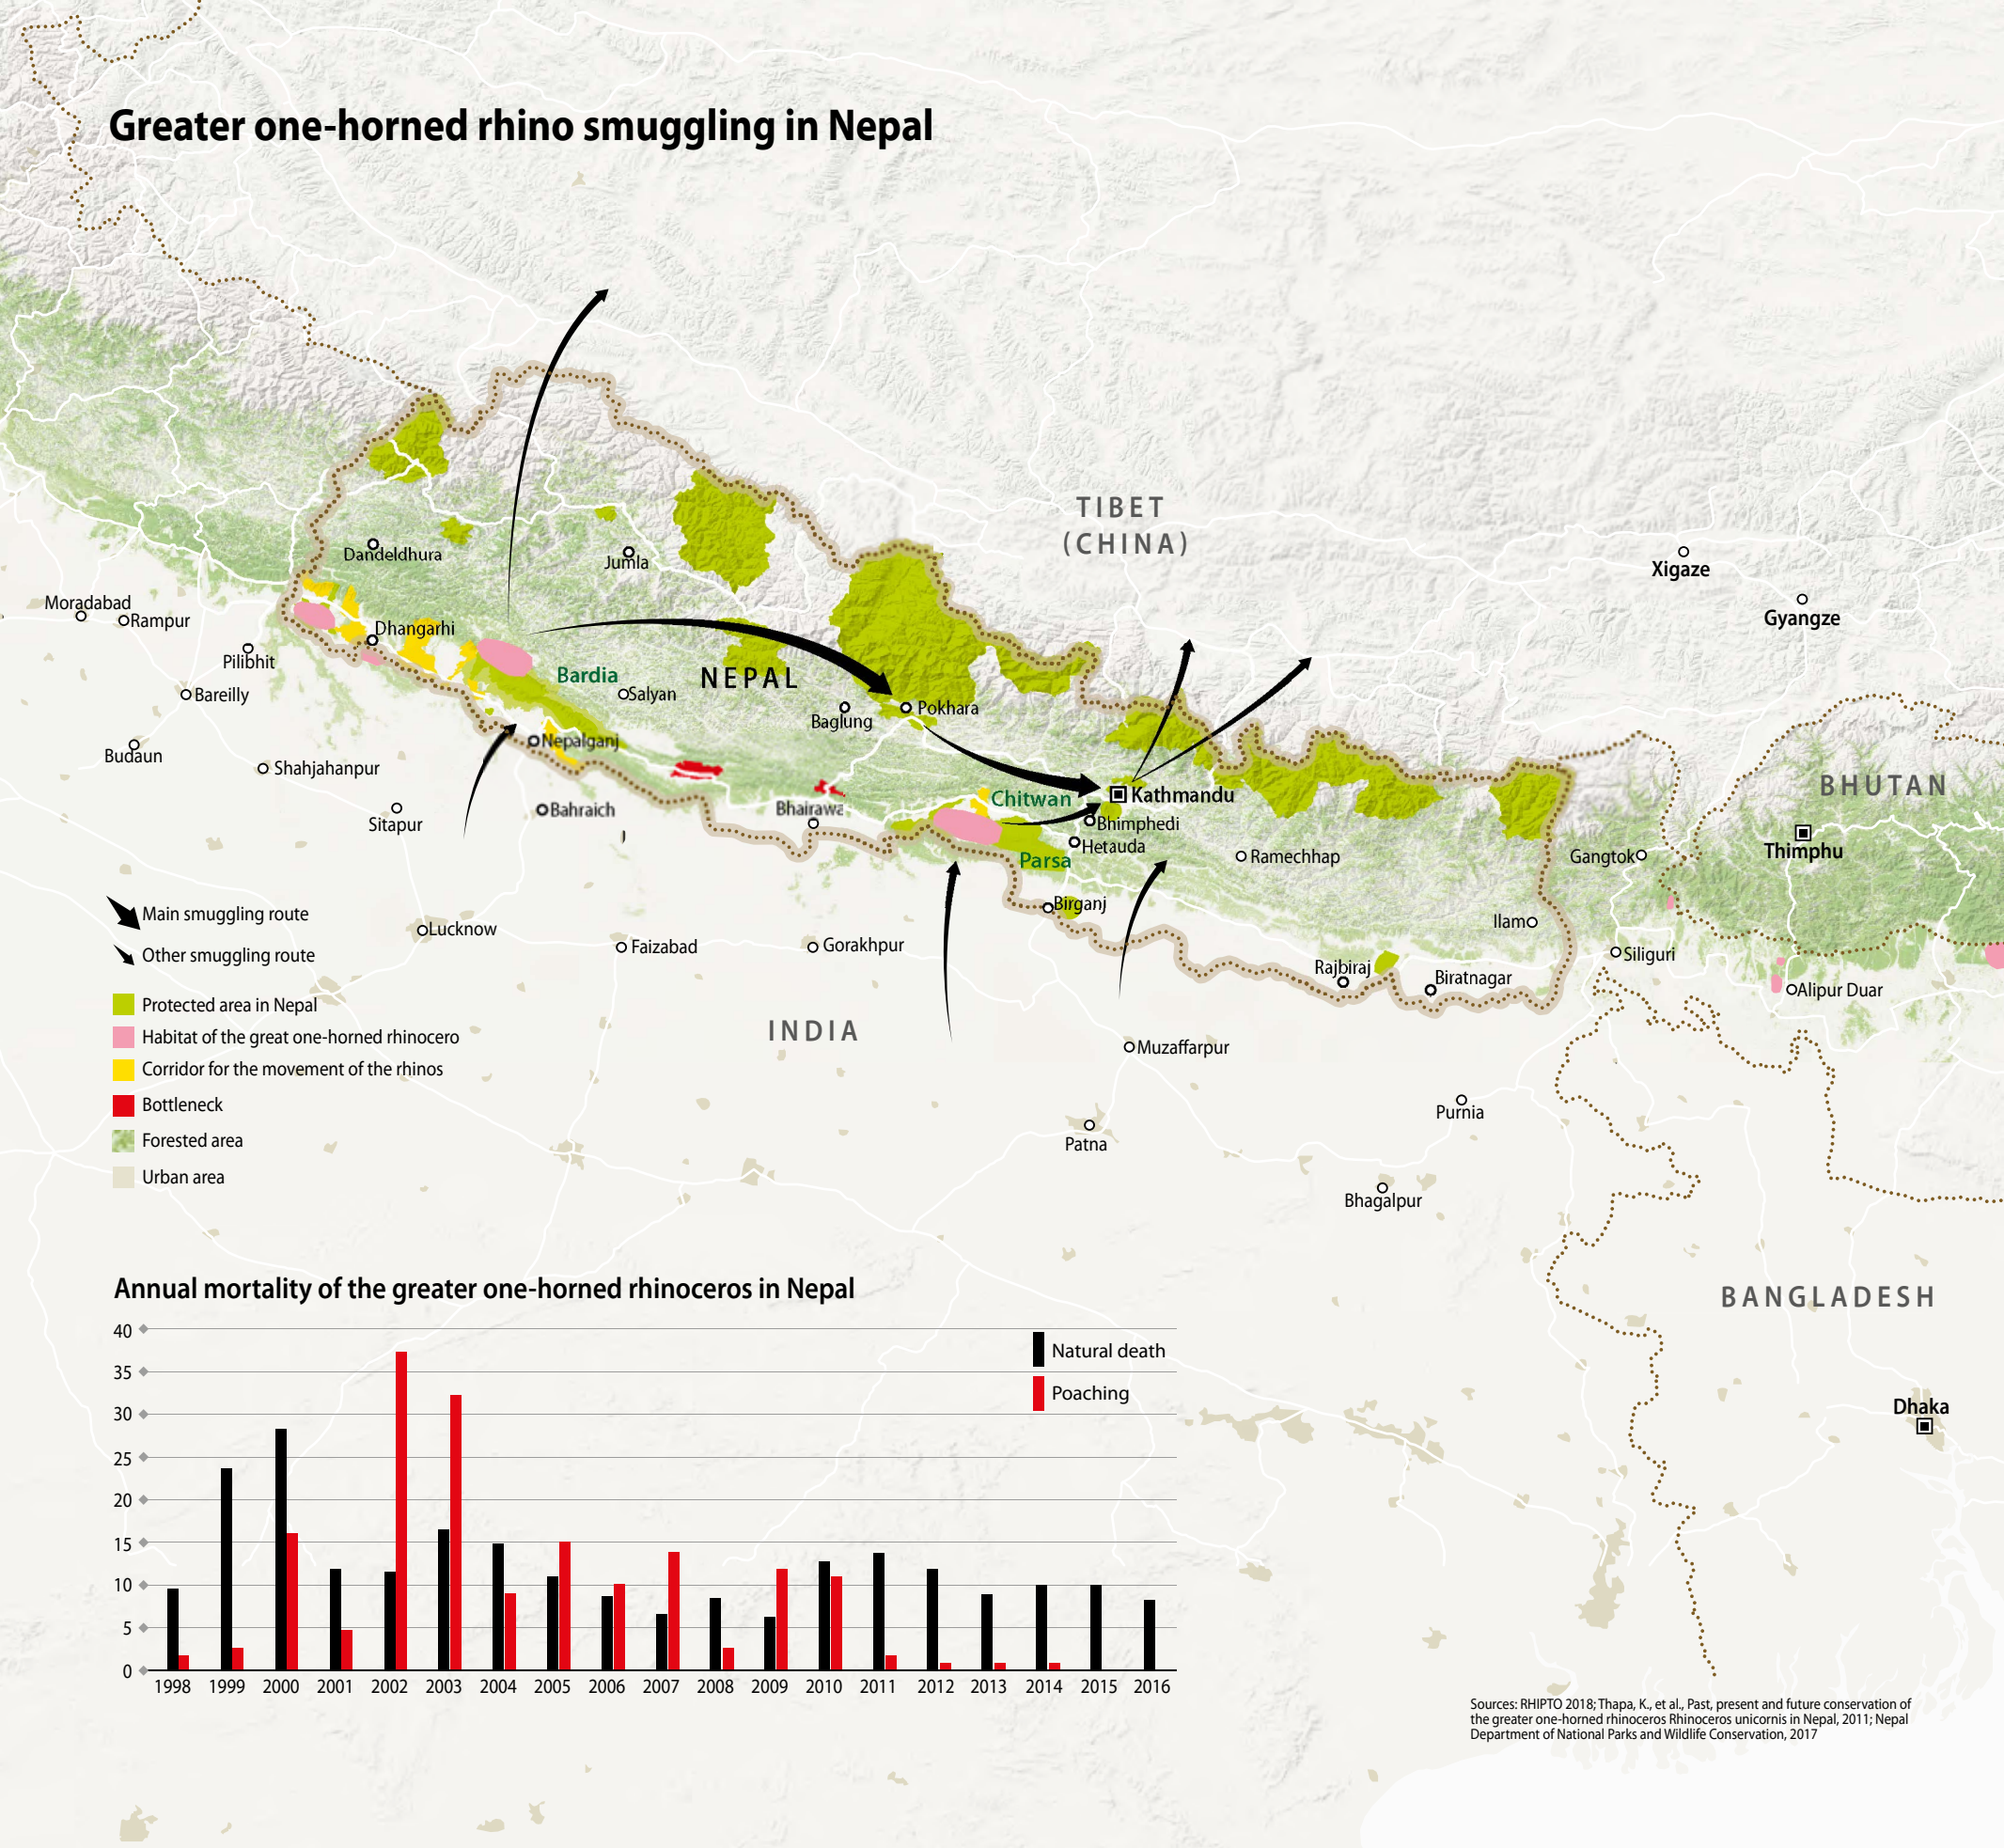 Greater one-horned rhino smuggling in Nepal
TIBET
(CHINA)
Xigaze
Gyangze
Dandeldhura
Jumla
Moradabad
Rampur
Dhangarhi
Pilibhit
Bardia
NEPAL
Salyan
Bareilly
Pokhara
Baglung
Nepalganj
Budaun
Shahjahanpur
BHUTAN
Chitwan
Kathmandu
Bahraich
Bhairawa
Sitapur
Bhimphedi
Hetauda
Thimphu
Parsa
Ramechhap
Gangtok
Birganj
Main smuggling route
Ilam
Lucknow
Faizabad
Gorakhpur
Other smuggling route
Siliguri
Rajbiraj
Biratnagar
Alipur Duar
Protected area in Nepal
INDIA
Habitat of the great one-horned rhinocero
Muzaffarpur
Corridor for the movement of the rhinos
Bottleneck
Purnia
Forested area
Patna
Urban area
Bhagalpur
Annual mortality of the greater one-horned rhinoceros in Nepal
BANGLADESH
40
Natural death
35
Poaching
Dhaka
30
25
20
15
10
5
0
1998 1999 2000 2001 2002 2003 2004 2005 2006 2007 2008 2009 2010 2011 2012 2013 2014 2015 2016
Sources: RHIPTO 2018; Thapa, K., et al., Past, present and future conservation of
the greater one-horned rhinoceros Rhinoceros unicornis in Nepal, 2011; Nepal
Department of National Parks and Wildlife Conservation, 2017